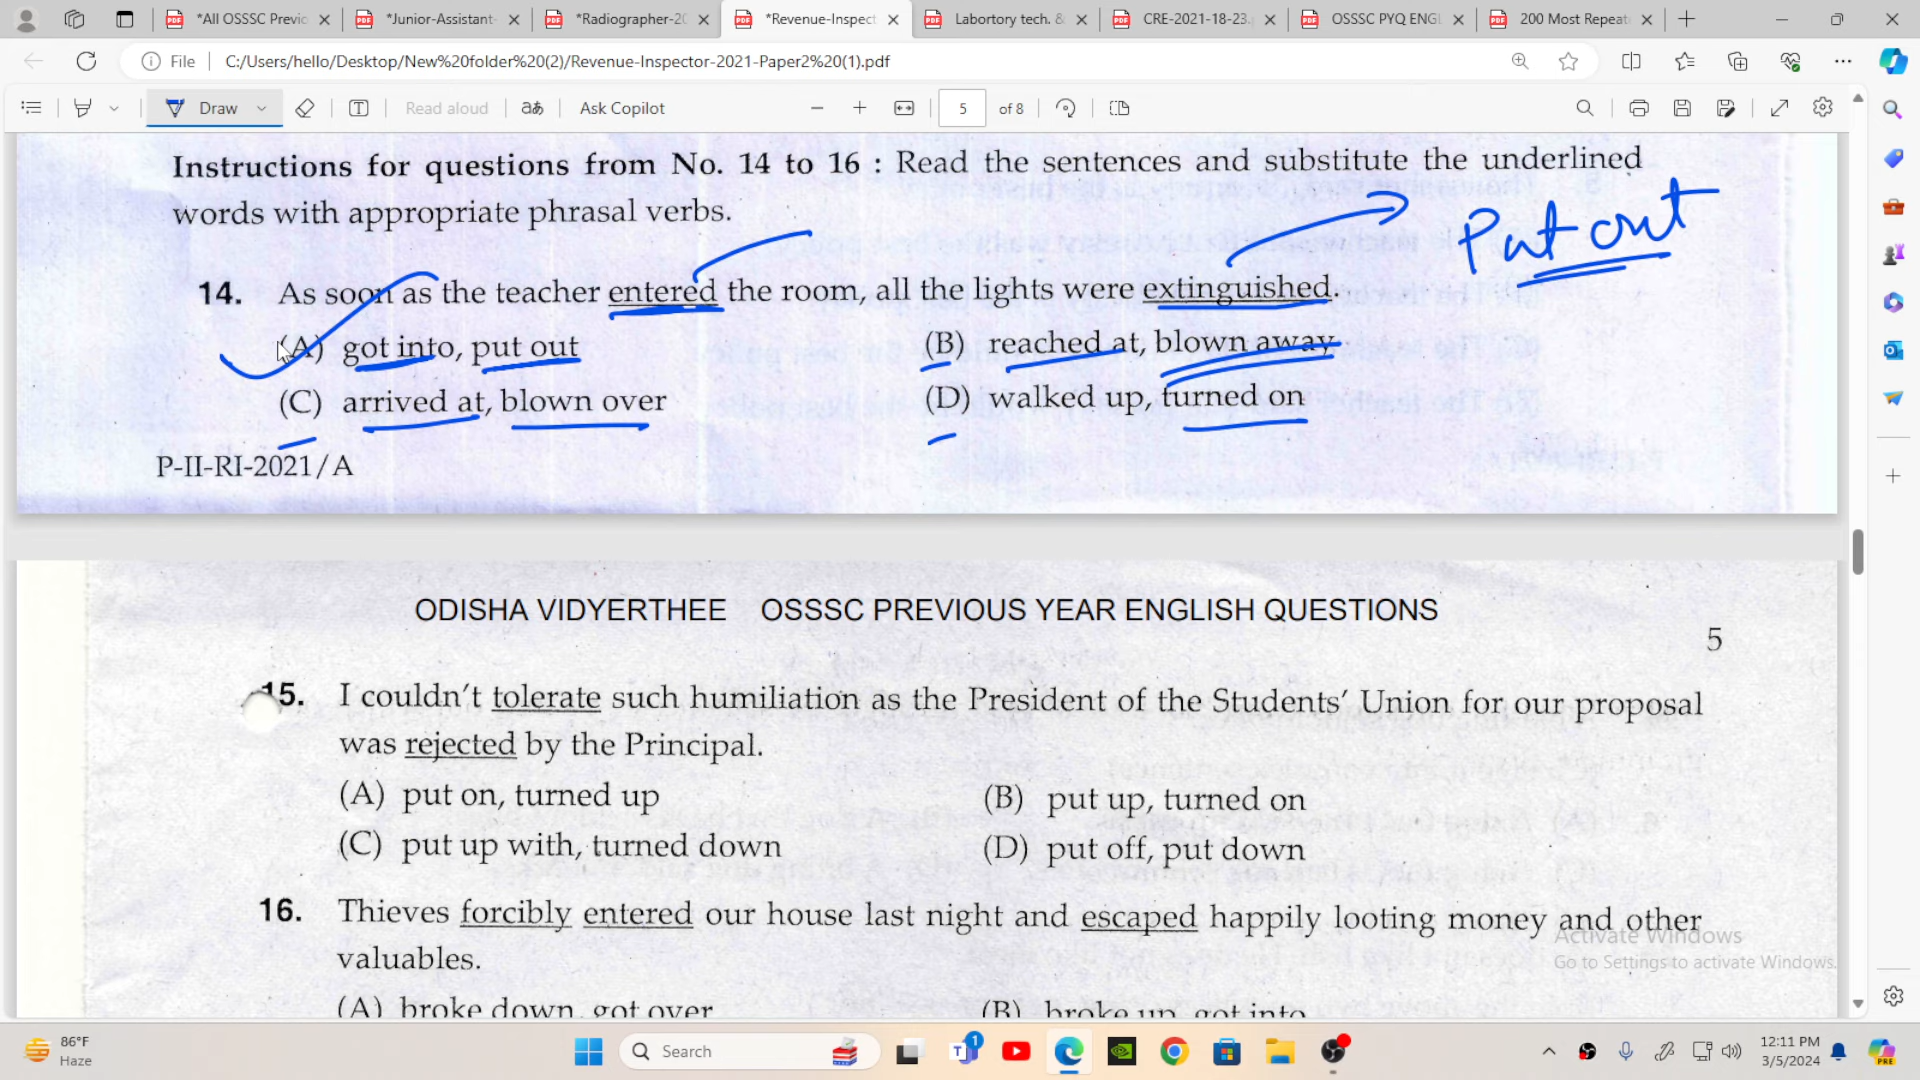 *All OSSSC Previo
*Junior-Assistant-
*Radiographer-20
*Revenue-Inspect
Labortory tech. &
CRE-2021-18-23.p
OSSSC PYQ ENGL
200 Most Repeat
File C:/Users/hello/Desktop/New%20folder%20(2)/Revenue-Inspector-2021-Paper2%20(1).pdf
Draw Read aloud aあ Ask Copilot 5 of 8
Instructions for questions from No. 14 to 16 : Read the sentences and substitute the underlined
words with appropriate phrasal verbs.
Put out
14. As soon as the teacher entered the room, all the lights were extinguished.
(A) got into, put out (B) reached at, blown away
(C) arrived at, blown over (D) walked up, turned on
P-II-RI-2021/A
ODISHA VIDYERTHEE OSSSC PREVIOUS YEAR ENGLISH QUESTIONS
5
15. I couldn't tolerate such humiliation as the President of the Students' Union for our proposal
was rejected by the Principal.
(A) put on, turned up (B) put up, turned on
(C) put up with, turned down (D) put off, put down
16. Thieves forcibly entered our house last night and escaped happily looting money and other
valuables.
(A) broke down, got over (B) broke up, got into
Activate Windows
Go to Settings to activate Windows.
86°F
Haze
Search
1
12:11 PM
3/5/2024
PRE